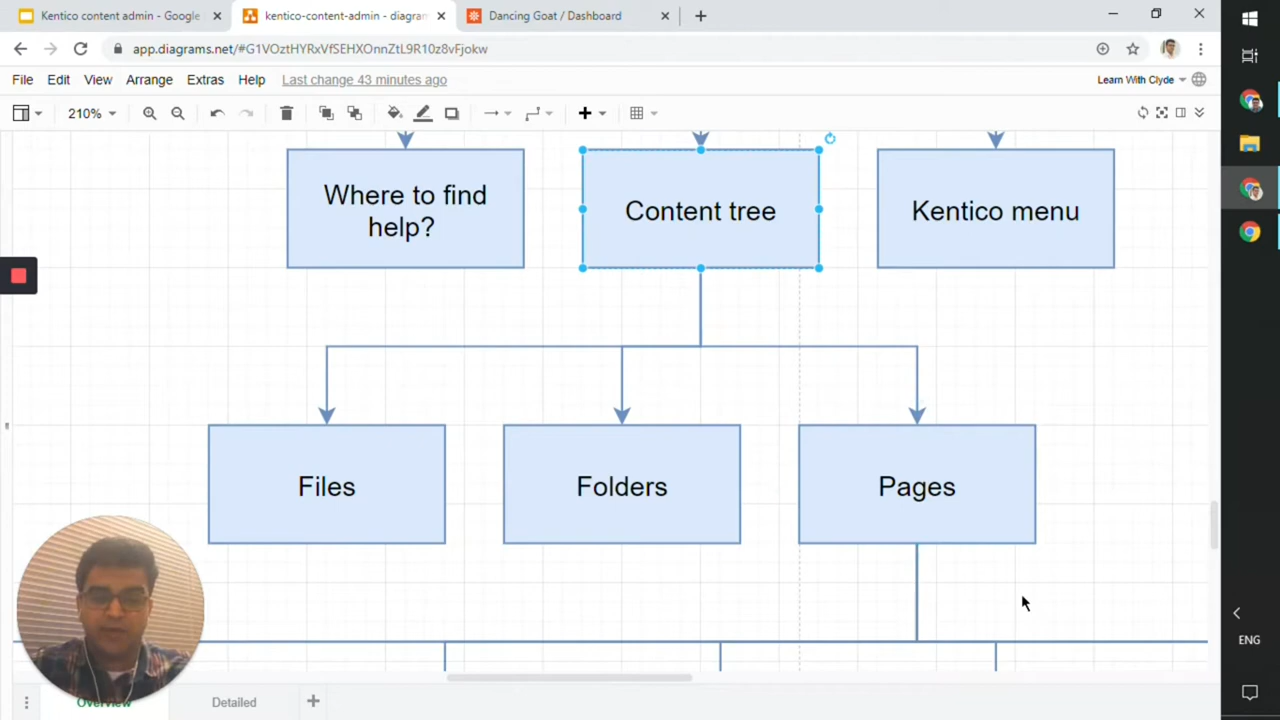 Kentico content admin - Google
kentico-content-admin - diagram
Dancing Goat / Dashboard
app.diagrams.net/#G1VOztHYRxVfSEHXOnnZtL9R10z8vFjokw
File Edit View Arrange Extras Help Last change 43 minutes ago
Learn With Clyde
210%
Where to find
help?
Content tree
Kentico menu
Files
Folders
Pages
ENG
Overview
Detailed